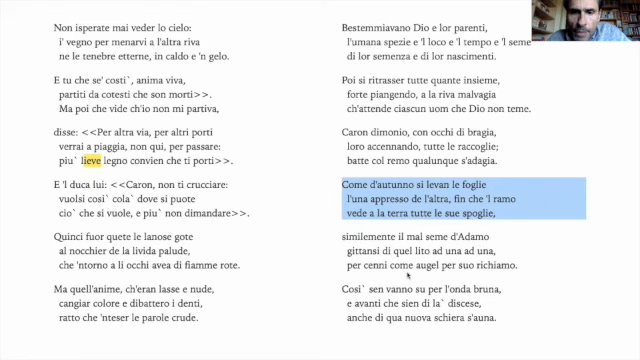 Non isperate mai veder lo cielo:
i' vegno per menarvi a l'altra riva
ne le tenebre etterne, in caldo e 'n gelo.
E tu che se' costi`, anima viva,
partiti da cotesti che son morti>>.
Ma poi che vide ch'io non mi partiva,
disse: <<Per altra via, per altri porti
verrai a piaggia, non qui, per passare:
piu` lieve legno convien che ti porti>>.
E 'l duca lui: <<Caron, non ti crucciare:
vuolsi cosi` cola` dove si puote
cio` che si vuole, e piu` non dimandare>>.
Quinci fuor quete le lanose gote
al nocchier de la livida palude,
che 'ntorno a li occhi avea di fiamme rote.
Ma quell'anime, ch'eran lasse e nude,
cangiar colore e dibattero i denti,
ratto che 'nteser le parole crude.
Bestemmiavano Dio e lor parenti,
l'umana spezie e 'l loco e 'l tempo e 'l seme
di lor semenza e di lor nascimenti.
Poi si ritrasser tutte quante insieme,
forte piangendo, a la riva malvagia
ch'attende ciascun uom che Dio non teme.
Caron dimonio, con occhi di bragia,
loro accennando, tutte le raccoglie;
batte col remo qualunque s'adagia.
Come d'autunno si levan le foglie
l'una appresso de l'altra, fin che 'l ramo
vede a la terra tutte le sue spoglie,
similemente il mal seme d'Adamo
gittansi di quel lito ad una ad una,
per cenni come augel per suo richiamo.
Cosi` sen vanno su per l'onda bruna,
e avanti che sien di la` discese,
anche di qua nuova schiera s'auna.